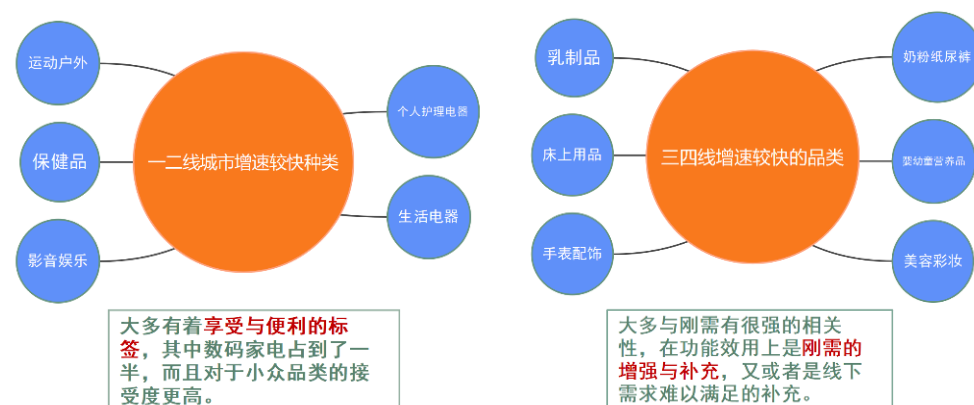 运动户外
保健品
影音娱乐
一二线城市增速较快种类
个人护理电器
生活电器
大多有着享受与便利的标
签，其中数码家电占到了一
半，而且对于小众品类的接
受度更高。
乳制品
床上用品
手表配饰
三四线增速较快的品类
奶粉纸尿裤
婴幼童营养品
美容彩妆
大多与刚需有很强的相关
性，在功能效用上是刚需的
增强与补充，又或者是线下
需求难以满足的补充。